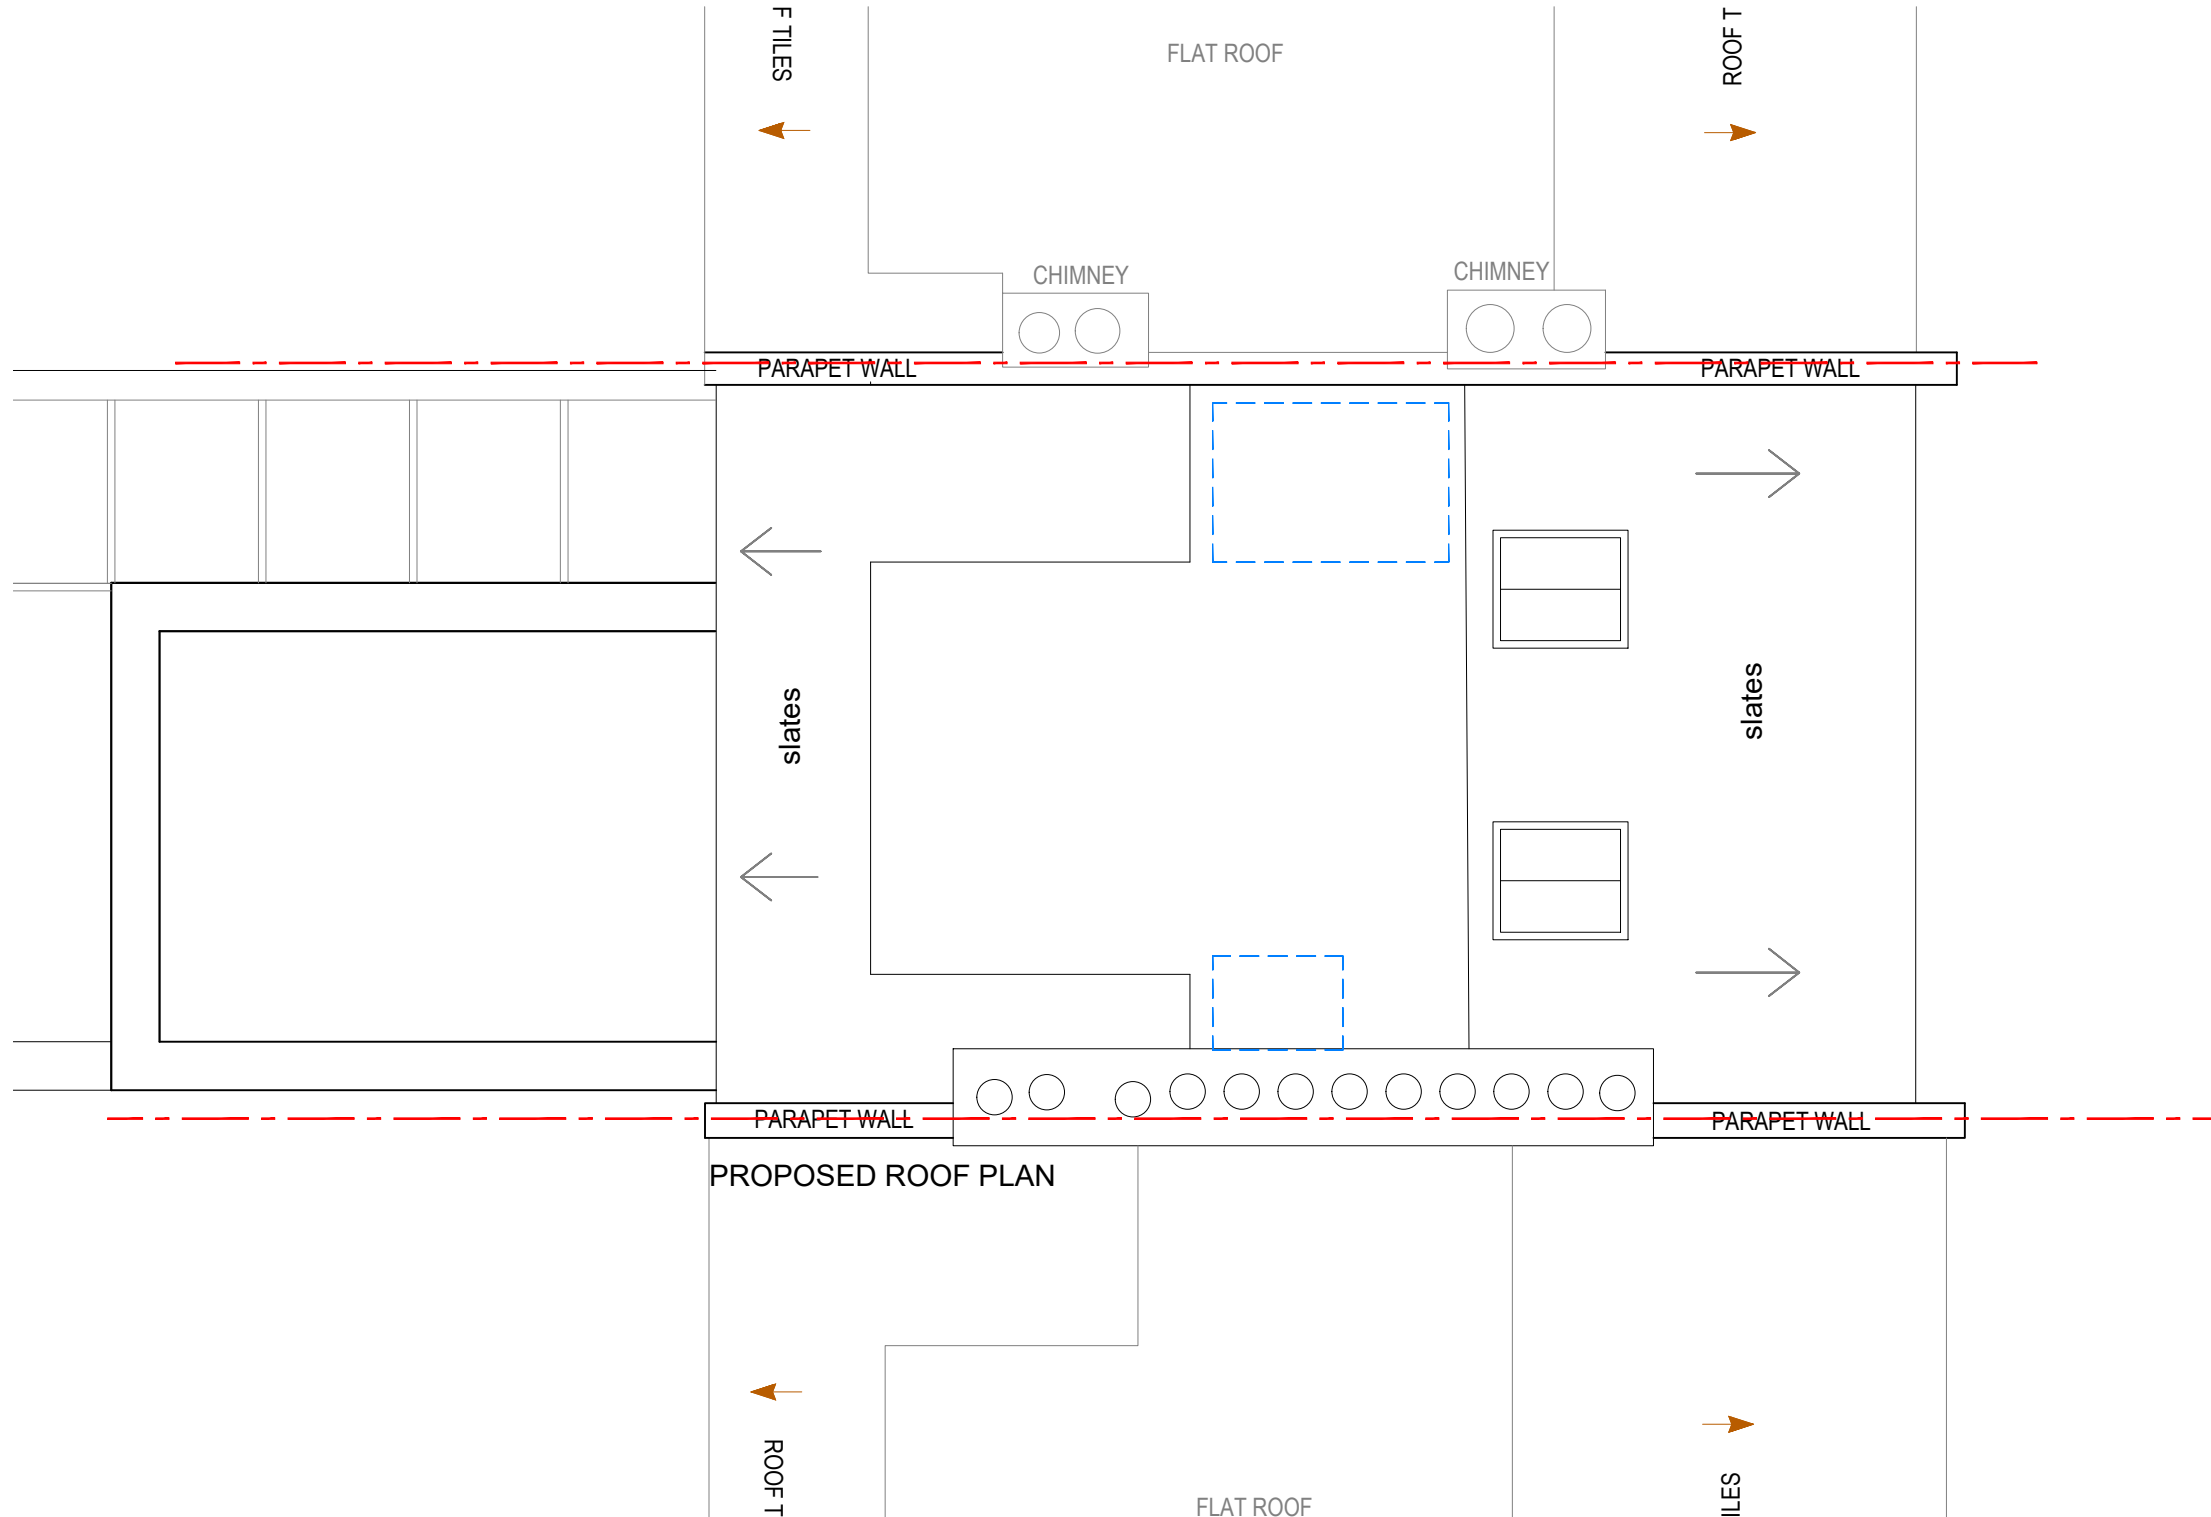 F TILES
FLAT ROOF
ROOF T
CHIMNEY
CHIMNEY
PARAPET WALL
PARAPET WALL
slates
slates
PARAPET WALL
PARAPET WALL
PROPOSED ROOF PLAN
ROOF T
FLAT ROOF
ILES